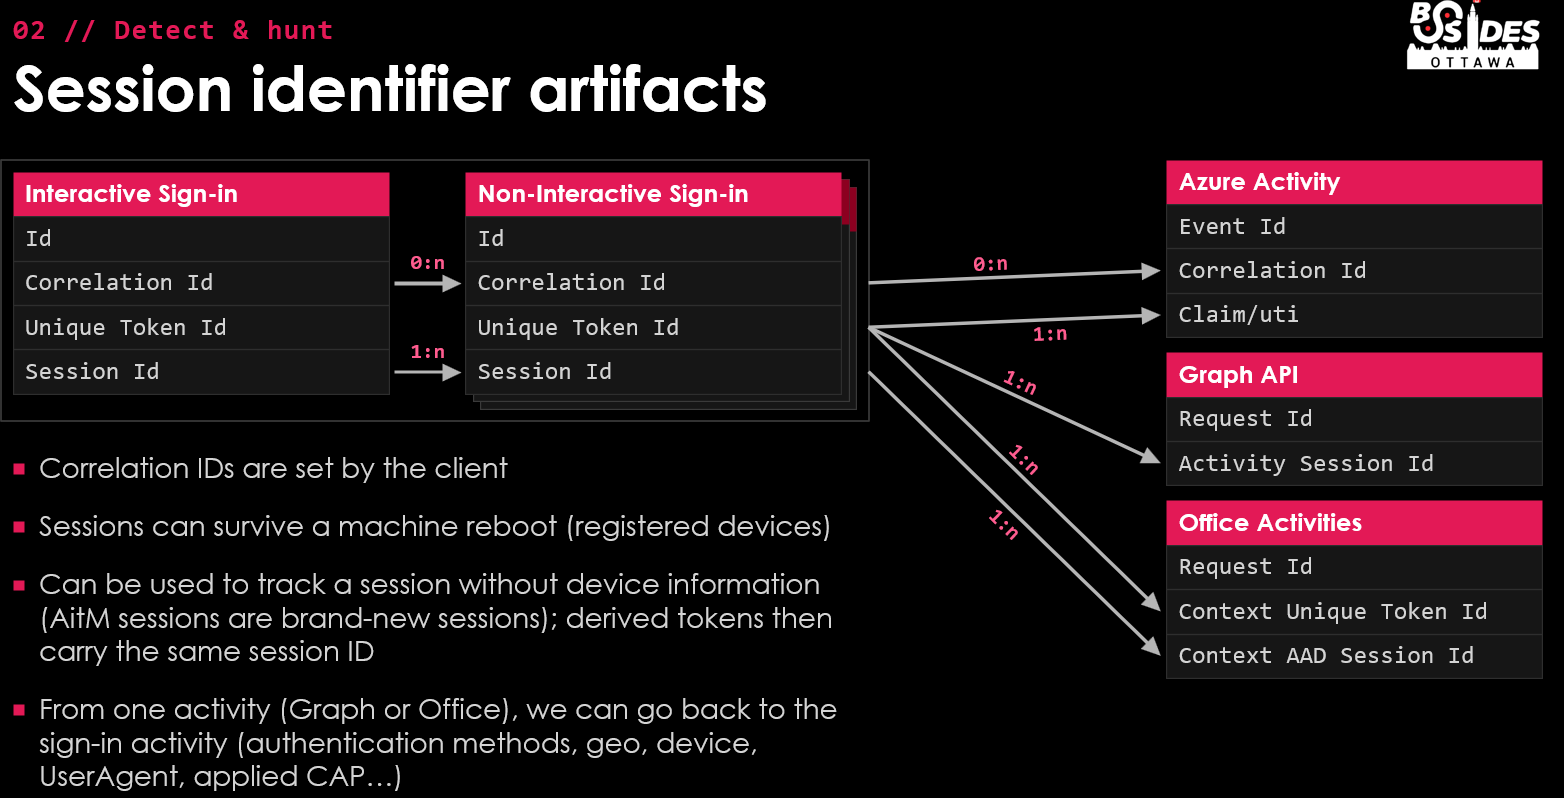 02 // Detect & hunt
Session identifier artifacts
BSIDES
OTTAWA
Interactive Sign-in
Id
Correlation Id
Unique Token Id
Session Id
0:n
1:n
Non-Interactive Sign-in
Id
Correlation Id
Unique Token Id
Session Id
0:n
1:n
1:n
1:n
1:n
Azure Activity
Event Id
Correlation Id
Claim/uti
Graph API
Request Id
Activity Session Id
Office Activities
Request Id
Context Unique Token Id
Context AAD Session Id
▪ Correlation IDs are set by the client
▪ Sessions can survive a machine reboot (registered devices)
▪ Can be used to track a session without device information
(AitM sessions are brand-new sessions); derived tokens then
carry the same session ID
▪ From one activity (Graph or Office), we can go back to the
sign-in activity (authentication methods, geo, device,
UserAgent, applied CAP…)